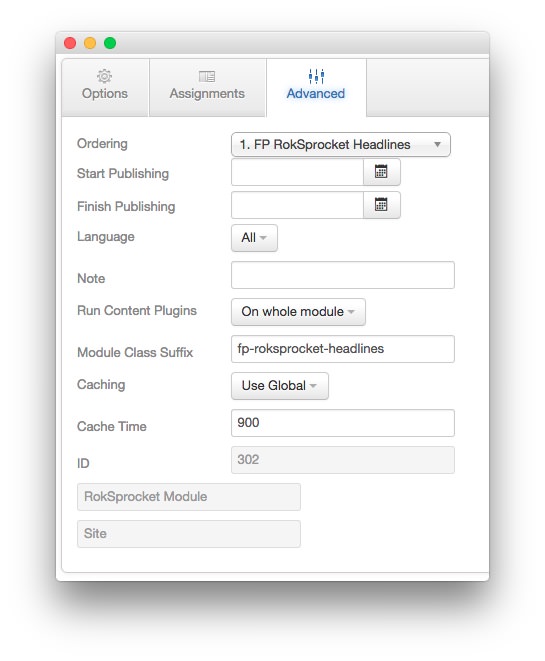 Options Assignments Advanced
Ordering 1. FP RokSprocket Headlines
Start Publishing
Finish Publishing
Language All
Note
Run Content Plugins On whole module
Module Class Suffix fp-roksprocket-headlines
Caching Use Global
Cache Time 900
ID 302
RokSprocket Module
Site